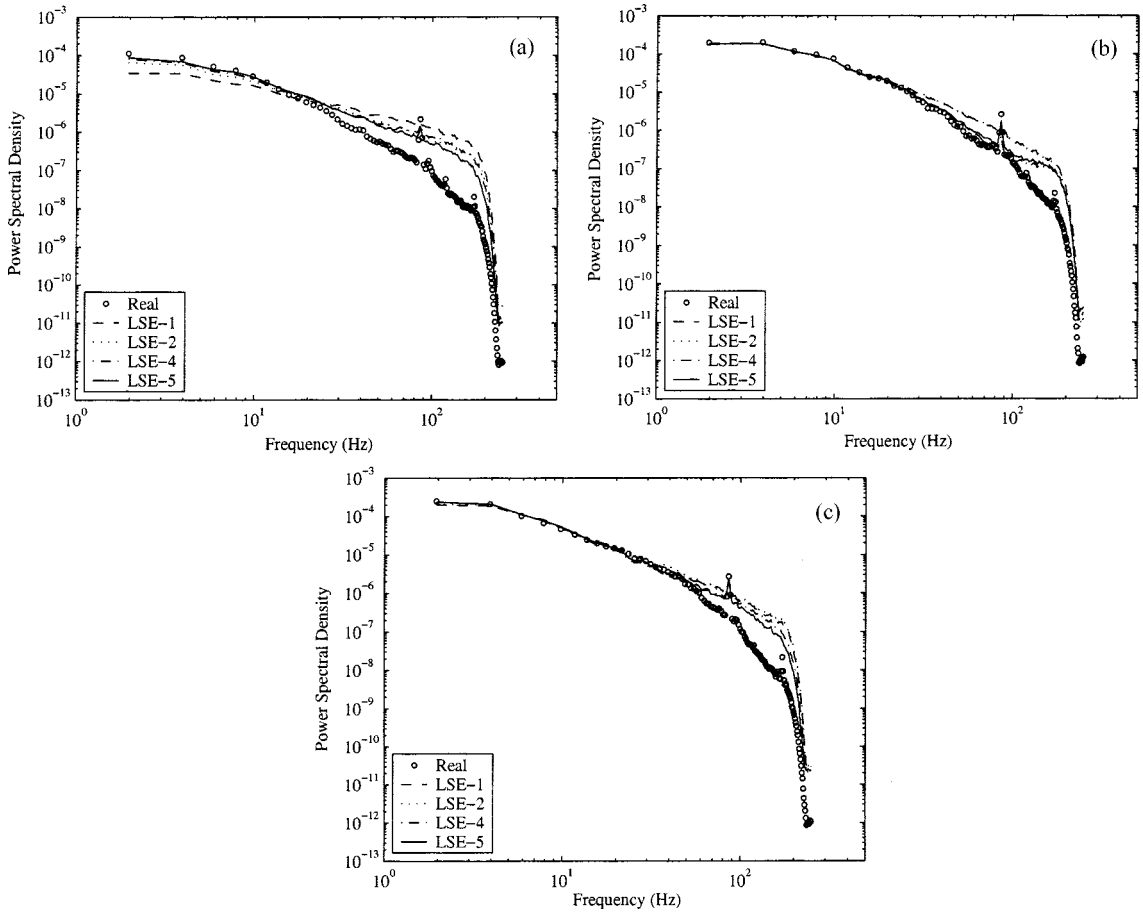 (a)
10^-3
10^-4
10^-5
10^-6
10^-7
10^-8
10^-9
10^-10
10^-11
10^-12
10^-13
Power Spectral Density
Real
LSE-1
LSE-2
LSE-4
LSE-5
10^0
10^1
10^2
Frequency (Hz)
(b)
10^-3
10^-4
10^-5
10^-6
10^-7
10^-8
10^-9
10^-10
10^-11
10^-12
10^-13
Power Spectral Density
Real
LSE-1
LSE-2
LSE-4
LSE-5
10^0
10^1
10^2
Frequency (Hz)
(c)
10^-3
10^-4
10^-5
10^-6
10^-7
10^-8
10^-9
10^-10
10^-11
10^-12
10^-13
Power Spectral Density
Real
LSE-1
LSE-2
LSE-4
LSE-5
10^0
10^1
10^2
Frequency (Hz)